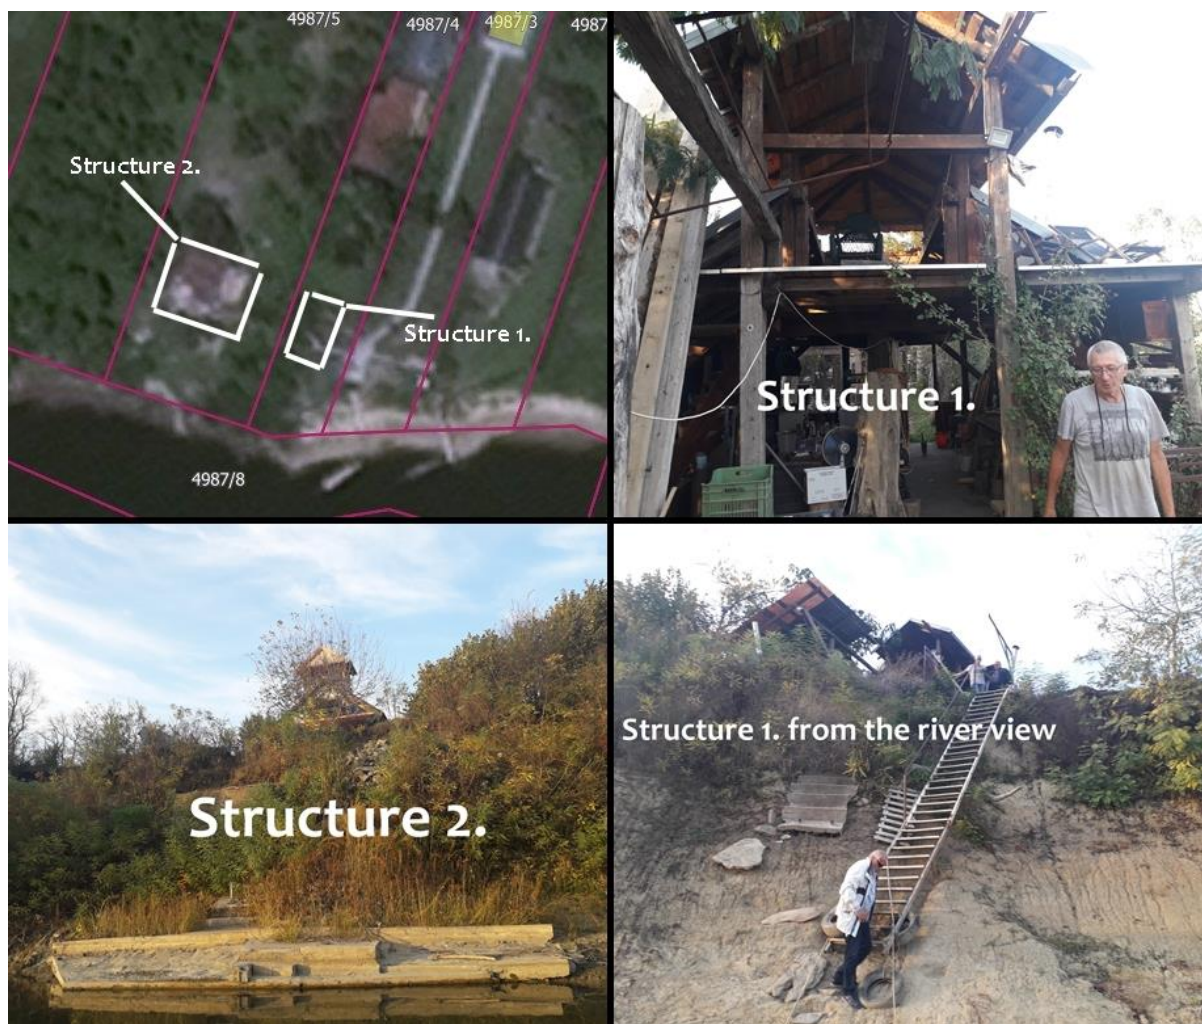 4987/5
4987/4
4987/3
4987
Structure 2.
Structure 1.
4987/8
Structure 1.
Structure 2.
Structure 1. from the river view